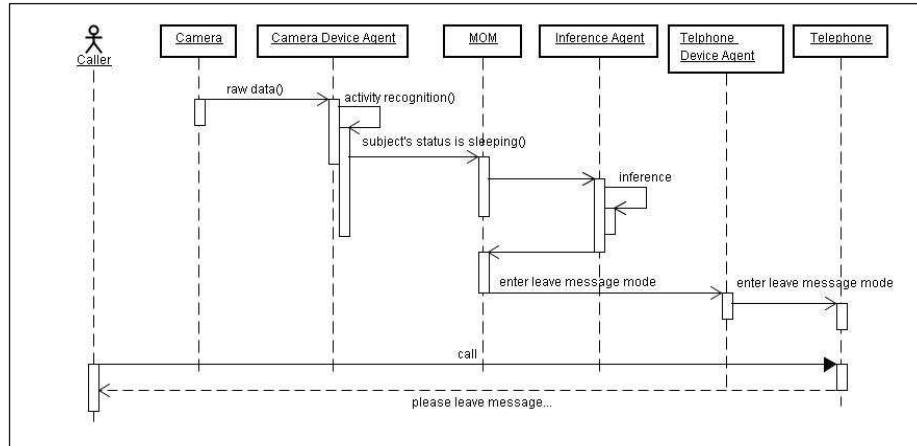 Caller
Camera
Camera Device Agent
MOM
Inference Agent
Telphone
Device Agent
Telephone
raw data()
activity recognition()
subject's status is sleeping()
inference
enter leave message mode
enter leave message mode
call
please leave message...